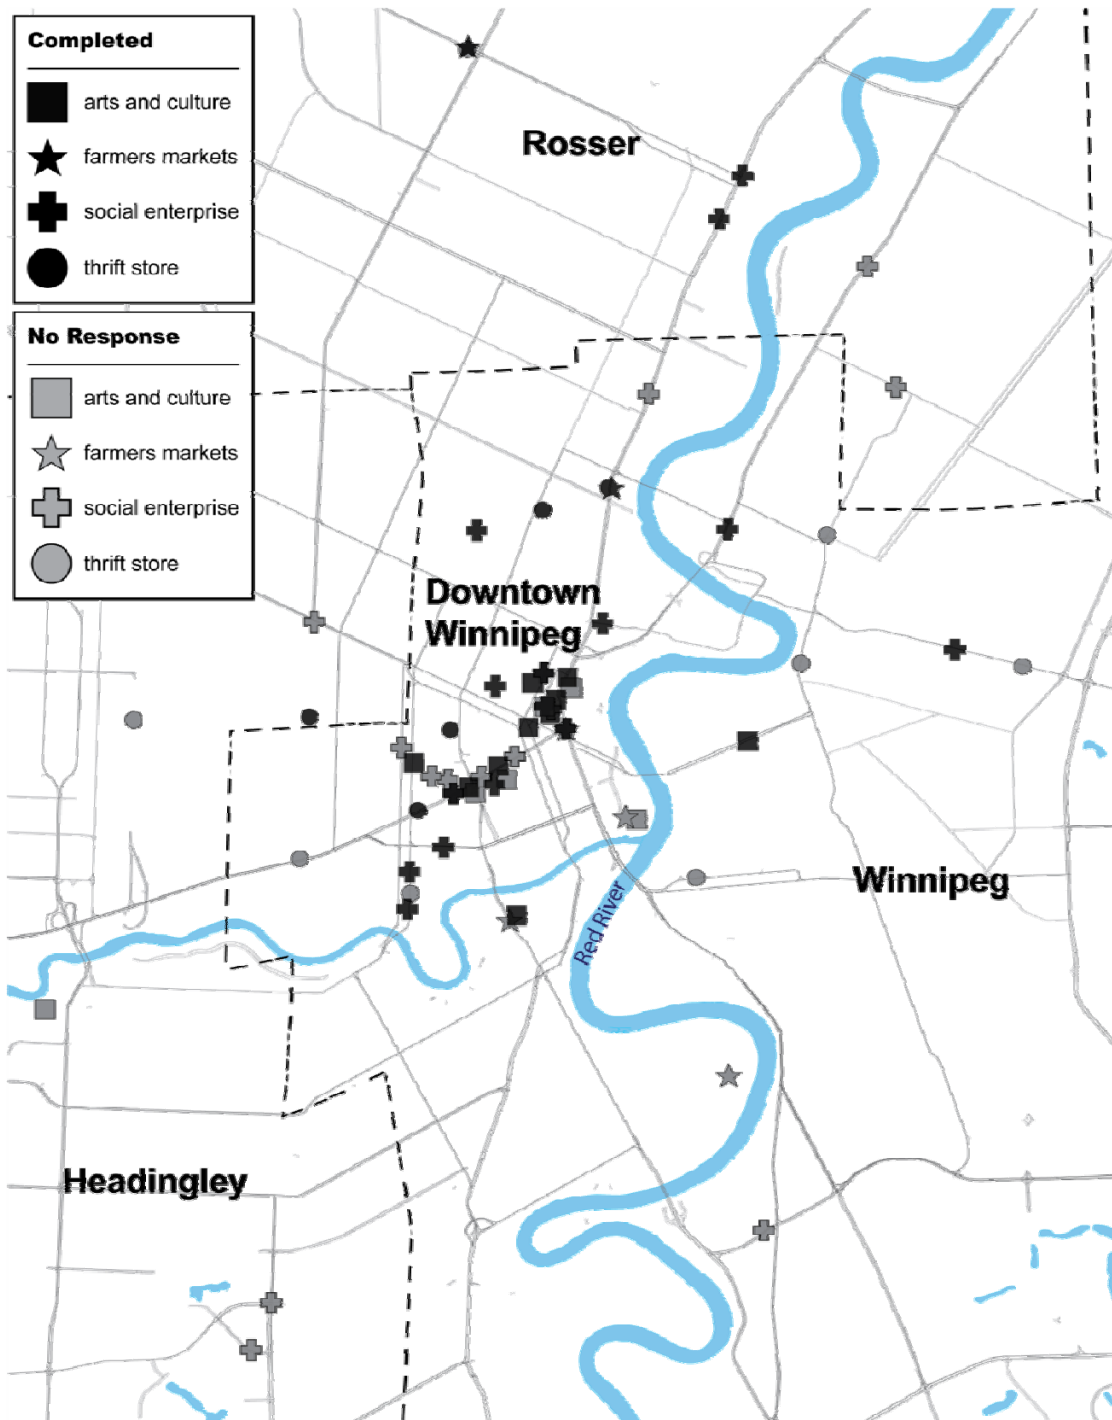 Completed
arts and culture
farmers markets
social enterprise
thrift store
No Response
arts and culture
farmers markets
social enterprise
thrift store
Rosser
Downtown
Winnipeg
Winnipeg
Red River
Headingley